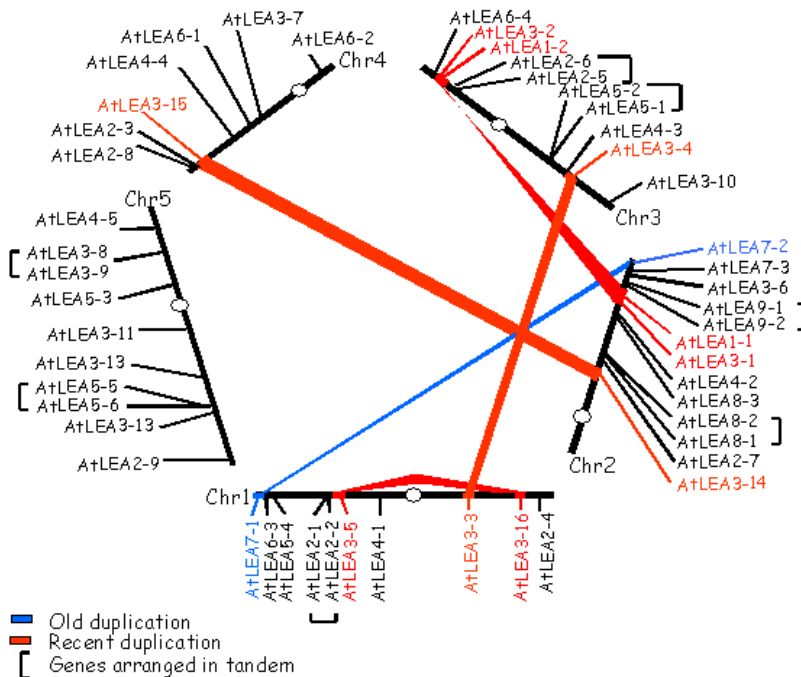 AtLEA3-7
AtLEA6-1
AtLEA4-4
AtLEA6-2
Chr4
AtLEA3-15
AtLEA2-3
AtLEA2-8
AtLEA6-4
AtLEA3-2
AtLEA1-2
AtLEA2-6
AtLEA2-5
AtLEA5-2
AtLEA5-1
AtLEA4-3
AtLEA3-4
AtLEA3-10
Chr3
Chr5
AtLEA4-5
AtLEA3-8
AtLEA3-9
AtLEA5-3
AtLEA3-11
AtLEA3-13
AtLEA5-5
AtLEA5-6
AtLEA3-13
AtLEA2-9
AtLEA7-2
AtLEA7-3
AtLEA3-6
AtLEA9-1
AtLEA9-2
AtLEA1-1
AtLEA3-1
AtLEA4-2
AtLEA8-3
AtLEA8-2
AtLEA8-1
AtLEA2-7
AtLEA3-14
Chr2
Chr1
AtLEA7-1
AtLEA6-3
AtLEA5-4
AtLEA2-1
AtLEA2-2
AtLEA3-5
AtLEA4-1
AtLEA3-3
AtLEA3-16
AtLEA2-4
Old duplication
Recent duplication
Genes arranged in tandem